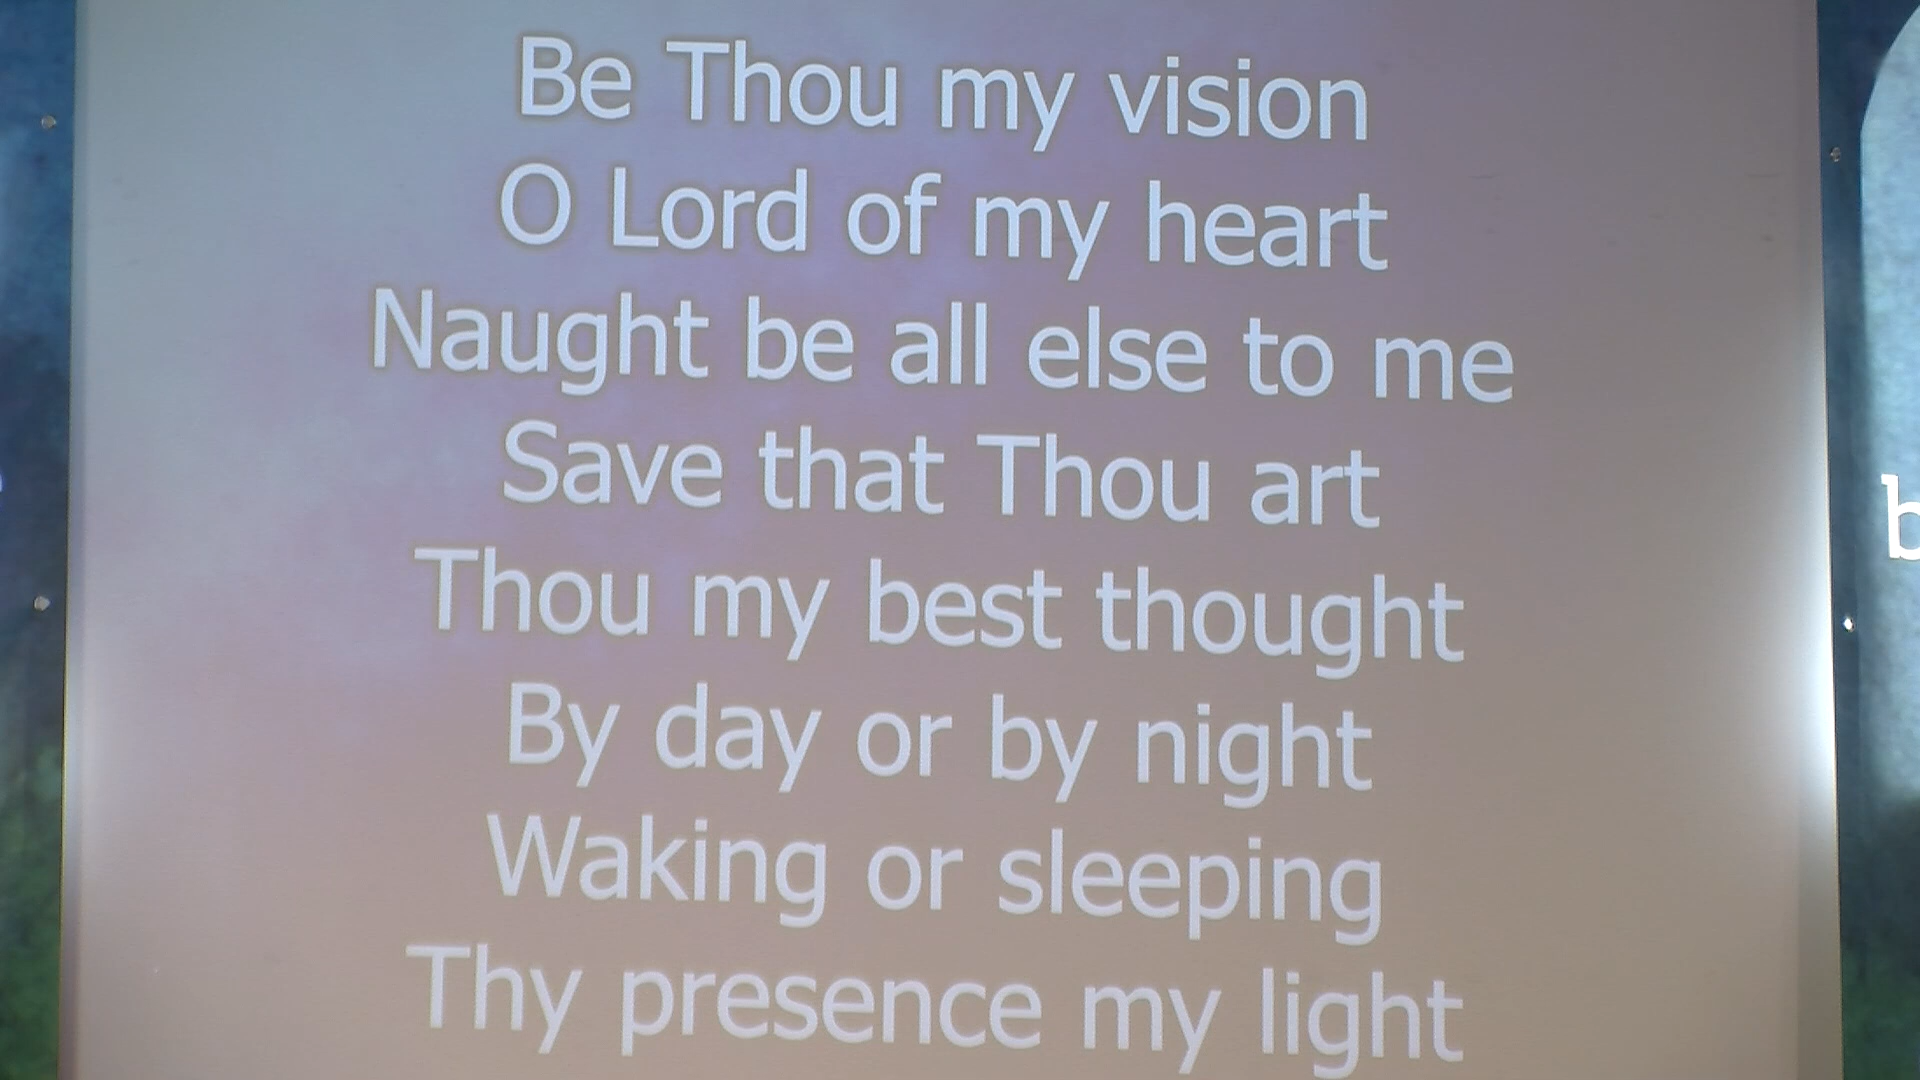 Be Thou my vision
O Lord of my heart
Naught be all else to me
Save that Thou art
Thou my best thought
By day or by night
Waking or sleeping
Thy presence my light
b